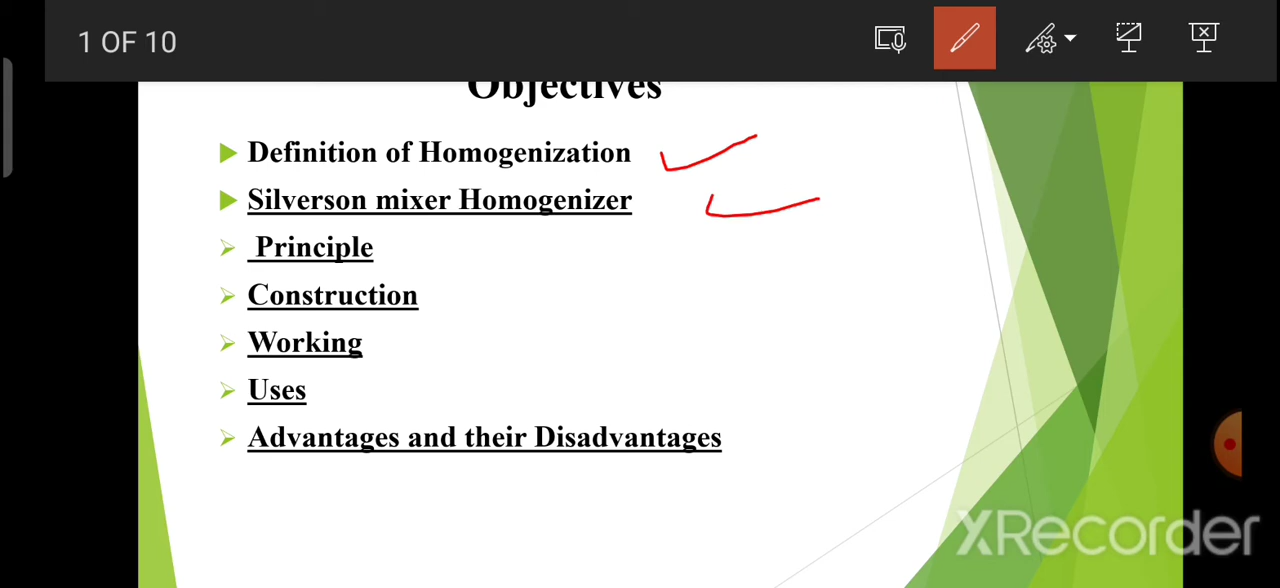 1 OF 10
Objectives
Definition of Homogenization
Silverson mixer Homogenizer
Principle
Construction
Working
Uses
Advantages and their Disadvantages
XRecorder